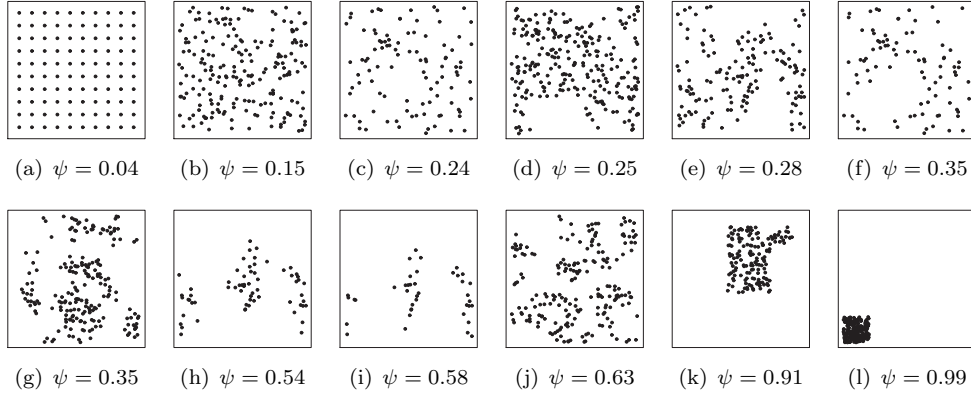 (a) ψ = 0.04
(b) ψ = 0.15
(c) ψ = 0.24
(d) ψ = 0.25
(e) ψ = 0.28
(f) ψ = 0.35
(g) ψ = 0.35
(h) ψ = 0.54
(i) ψ = 0.58
(j) ψ = 0.63
(k) ψ = 0.91
(l) ψ = 0.99